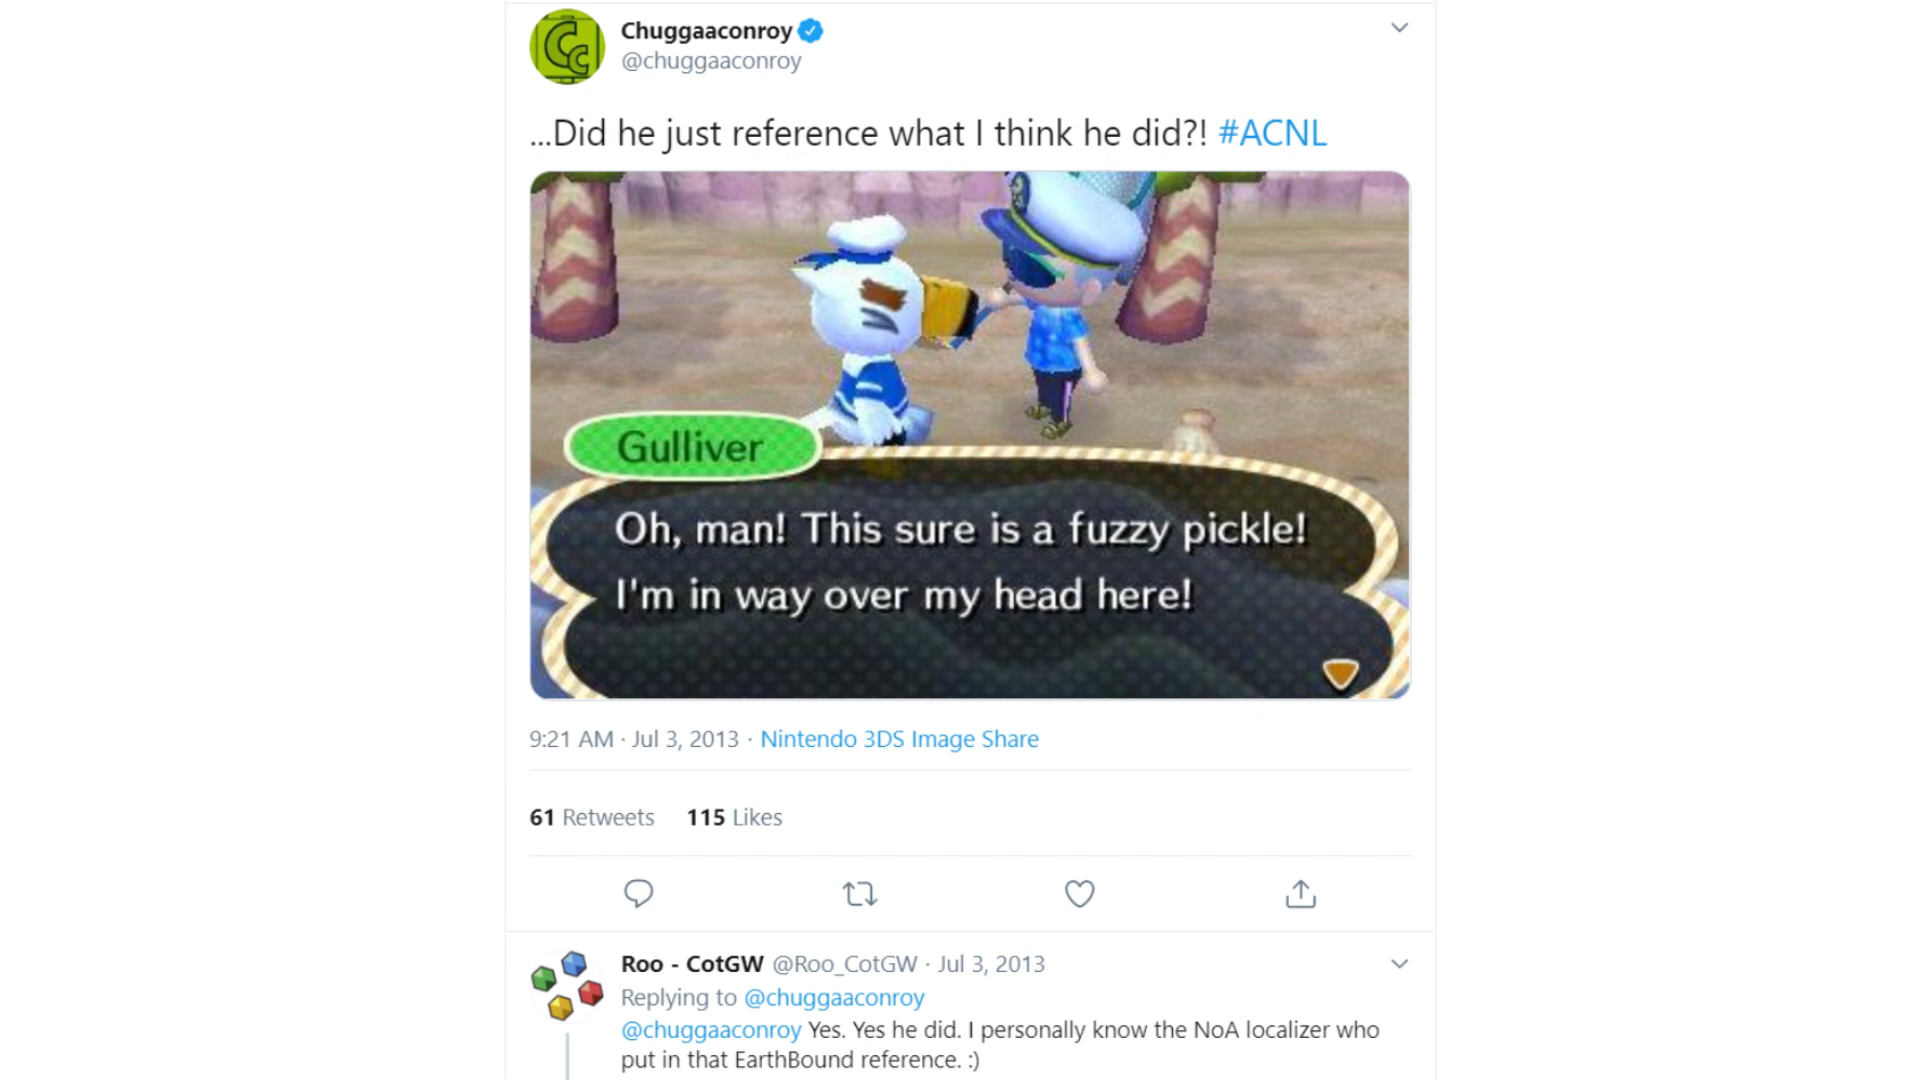 Chuggaaconroy
@chuggaaconroy
...Did he just reference what I think he did?! #ACNL
Gulliver
Oh, man! This sure is a fuzzy pickle!
I'm in way over my head here!
9:21 AM · Jul 3, 2013 · Nintendo 3DS Image Share
61 Retweets 115 Likes
Roo - CotGW @Roo_CotGW · Jul 3, 2013
Replying to @chuggaaconroy
@chuggaaconroy Yes. Yes he did. I personally know the NoA localizer who
put in that EarthBound reference. :)